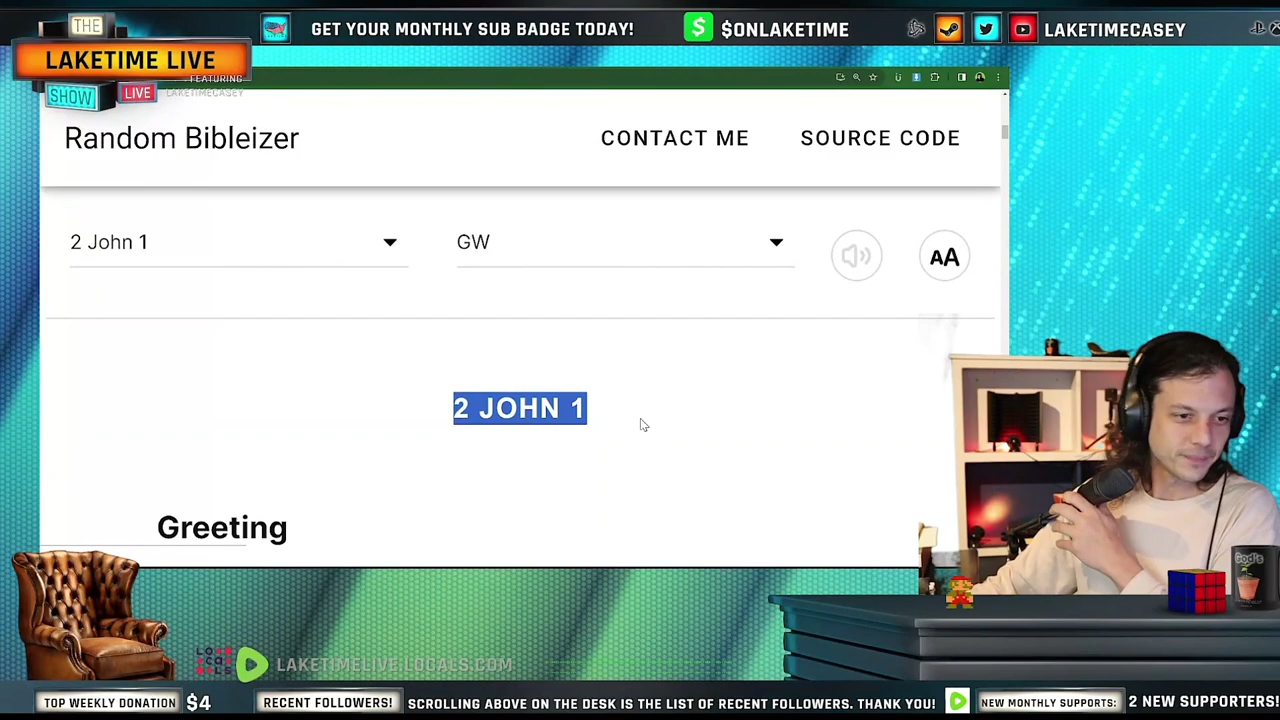 THE
LAKETIME LIVE
FEATURING
SHOW
LIVE
LAKETIMECASEY
GET YOUR MONTHLY SUB BADGE TODAY!
$ONLAKETIME
LAKETIMECASEY
Random Bibleizer
CONTACT ME
SOURCE CODE
2 John 1
GW
AA
2 JOHN 1
Greeting
God's
LAKETIMELIVE.LOCALS.COM
TOP WEEKLY DONATION
$4
RECENT FOLLOWERS!
SCROLLING ABOVE ON THE DESK IS THE LIST OF RECENT FOLLOWERS. THANK YOU!
NEW MONTHLY SUPPORTS:
2 NEW SUPPORTERS!